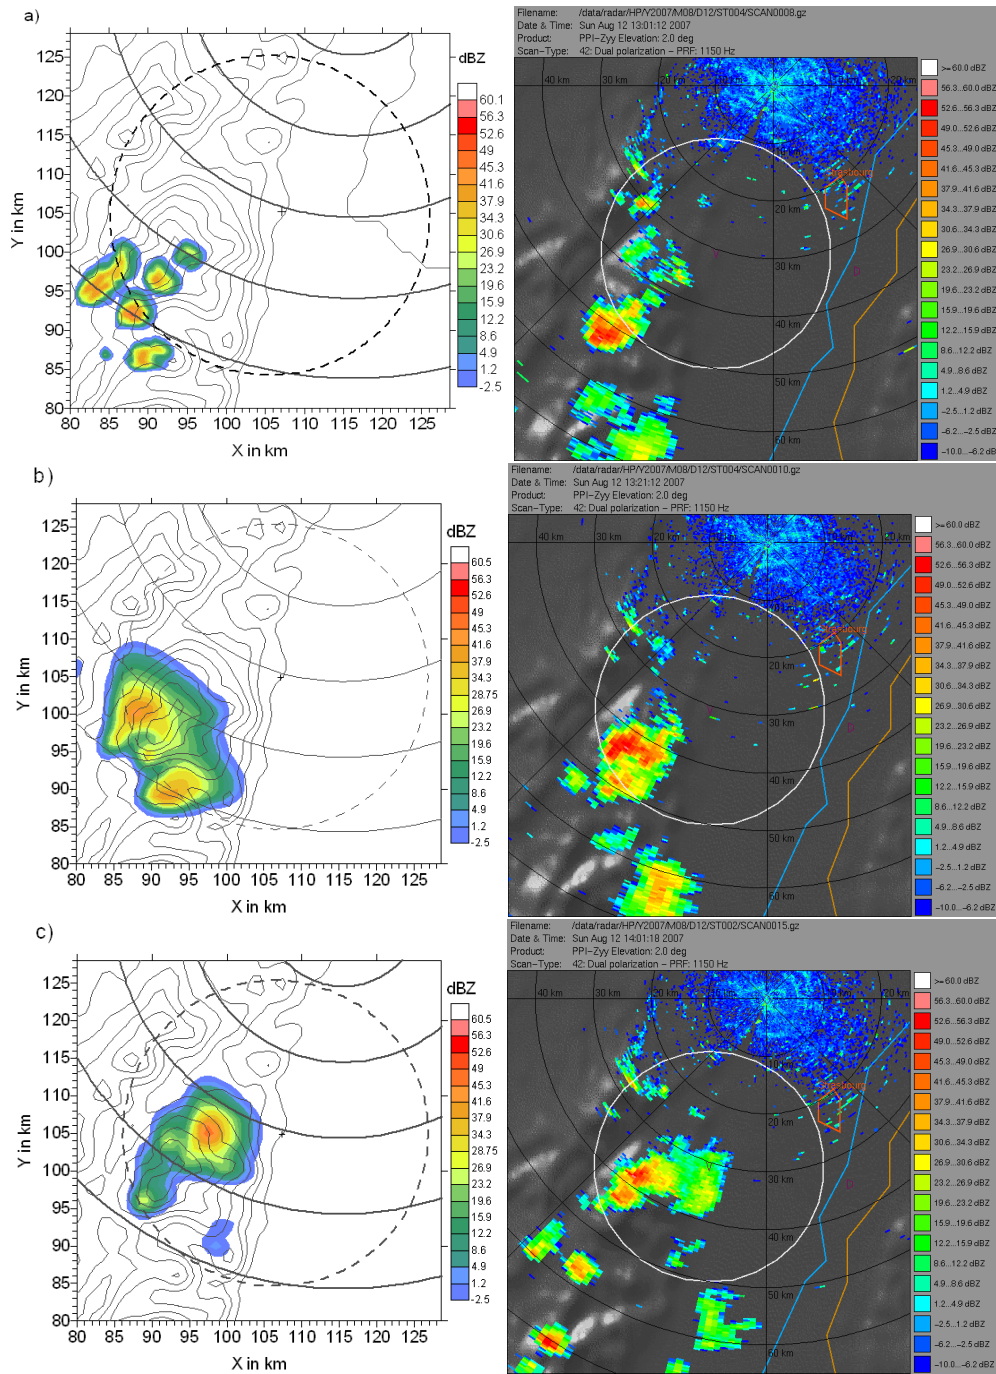 a)
dBZ
60.1
56.3
52.6
49
45.3
41.6
37.9
34.3
30.6
26.9
23.2
19.6
15.9
12.2
8.6
4.9
1.2
-2.5
Y in km
125
120
115
110
105
100
95
90
85
80
80 85 90 95 100 105 110 115 120 125
X in km
Filename: /data/radar/HP/Y2007/M08/D12/ST004/SCAN0008.gz
Date & Time: Sun Aug 12 13:01:12 2007
Product: PPI-Zyy Elevation: 2.0 deg
Scan-Type: 42: Dual polarization - PRF: 1150 Hz
40 km 30 km 20 km 10 km 20 km
10 km
20 km
30 km
40 km
50 km
60 km
>= 60.0 dBZ
56.3...60.0 dBZ
52.6...56.3 dBZ
49.0...52.6 dBZ
45.3...49.0 dBZ
41.6...45.3 dBZ
37.9...41.6 dBZ
34.3...37.9 dBZ
30.6...34.3 dBZ
26.9...30.6 dBZ
23.2...26.9 dBZ
19.6...23.2 dBZ
15.9...19.6 dBZ
12.2...15.9 dBZ
8.6...12.2 dBZ
4.9...8.6 dBZ
1.2...4.9 dBZ
-2.5...1.2 dBZ
-6.2...-2.5 dBZ
-10.0...-6.2 dBZ
b)
dBZ
60.5
56.3
52.6
49
45.3
41.6
37.9
34.3
28.75
23.2
19.6
15.9
12.2
8.6
4.9
1.2
-2.5
Y in km
125
120
115
110
105
100
95
90
85
80
80 85 90 95 100 105 110 115 120 125
X in km
Filename: /data/radar/HP/Y2007/M08/D12/ST004/SCAN0010.gz
Date & Time: Sun Aug 12 13:21:12 2007
Product: PPI-Zyy Elevation: 2.0 deg
Scan-Type: 42: Dual polarization - PRF: 1150 Hz
40 km 30 km 20 km 10 km 20 km
10 km
20 km
30 km
40 km
50 km
60 km
>= 60.0 dBZ
56.3...60.0 dBZ
52.6...56.3 dBZ
49.0...52.6 dBZ
45.3...49.0 dBZ
41.6...45.3 dBZ
37.9...41.6 dBZ
34.3...37.9 dBZ
30.6...34.3 dBZ
26.9...30.6 dBZ
23.2...26.9 dBZ
19.6...23.2 dBZ
15.9...19.6 dBZ
12.2...15.9 dBZ
8.6...12.2 dBZ
4.9...8.6 dBZ
1.2...4.9 dBZ
-2.5...1.2 dBZ
-6.2...-2.5 dBZ
-10.0...-6.2 dBZ
c)
dBZ
60.5
56.3
52.6
49
45.3
41.6
37.9
34.3
28.75
23.2
19.6
15.9
12.2
8.6
4.9
1.2
-2.5
Y in km
125
120
115
110
105
100
95
90
85
80
80 85 90 95 100 105 110 115 120 125
X in km
Filename: /data/radar/HP/Y2007/M08/D12/ST002/SCAN0015.gz
Date & Time: Sun Aug 12 14:01:18 2007
Product: PPI-Zyy Elevation: 2.0 deg
Scan-Type: 42: Dual polarization - PRF: 1150 Hz
40 km 30 km 20 km 10 km 20 km
10 km
20 km
30 km
40 km
50 km
60 km
>= 60.0 dBZ
56.3...60.0 dBZ
52.6...56.3 dBZ
49.0...52.6 dBZ
45.3...49.0 dBZ
41.6...45.3 dBZ
37.9...41.6 dBZ
34.3...37.9 dBZ
30.6...34.3 dBZ
26.9...30.6 dBZ
23.2...26.9 dBZ
19.6...23.2 dBZ
15.9...19.6 dBZ
12.2...15.9 dBZ
8.6...12.2 dBZ
4.9...8.6 dBZ
1.2...4.9 dBZ
-2.5...1.2 dBZ
-6.2...-2.5 dBZ
-10.0...-6.2 dBZ